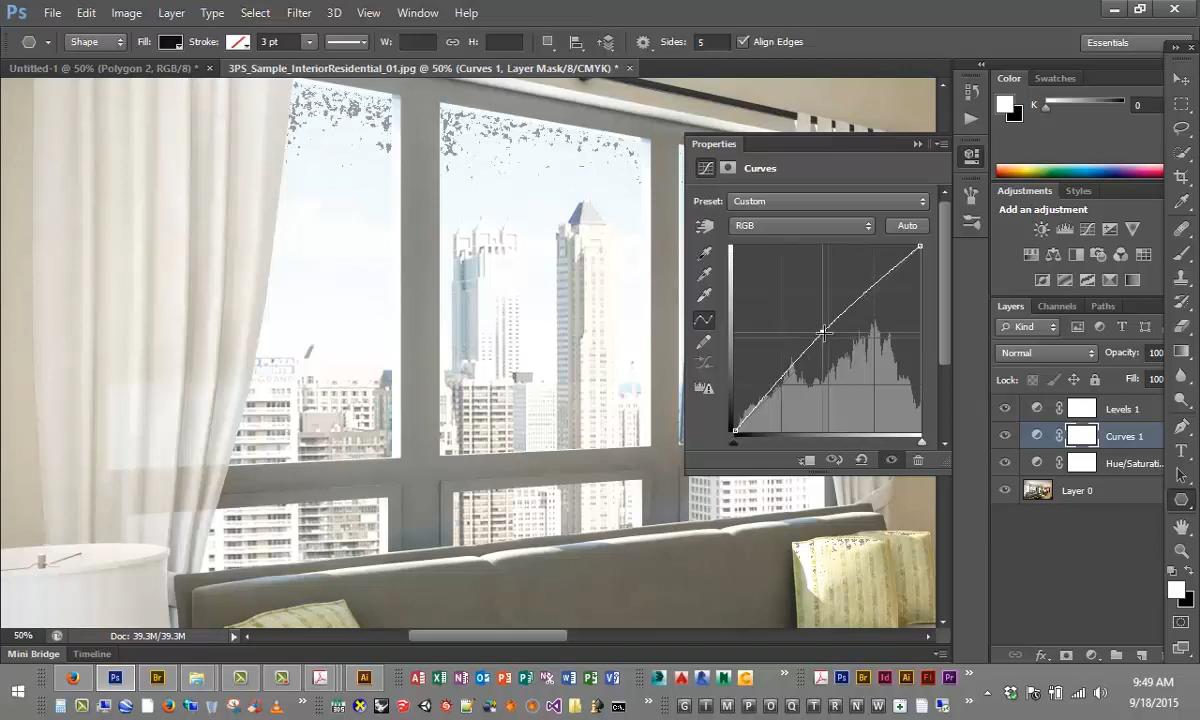 Ps File Edit Image Layer Type Select Filter 3D View Window Help
Shape Fill: Stroke: 3 pt W: H: Sides: 5 Align Edges Essentials
Untitled-1 @ 50% (Polygon 2, RGB/8) * × 3PS_Sample_InteriorResidential_01.jpg @ 50% (Curves 1, Layer Mask/8/CMYK) * ×
Color Swatches
K 0
Properties
Curves
Preset: Custom
RGB Auto
Adjustments Styles
Add an adjustment
Layers Channels Paths
Kind
Normal Opacity: 100
Lock: Fill: 100
Levels 1
Curves 1
Hue/Saturati...
Layer 0
GRAND
50% Doc: 39.3M/39.3M
Mini Bridge Timeline
9:49 AM
9/18/2015